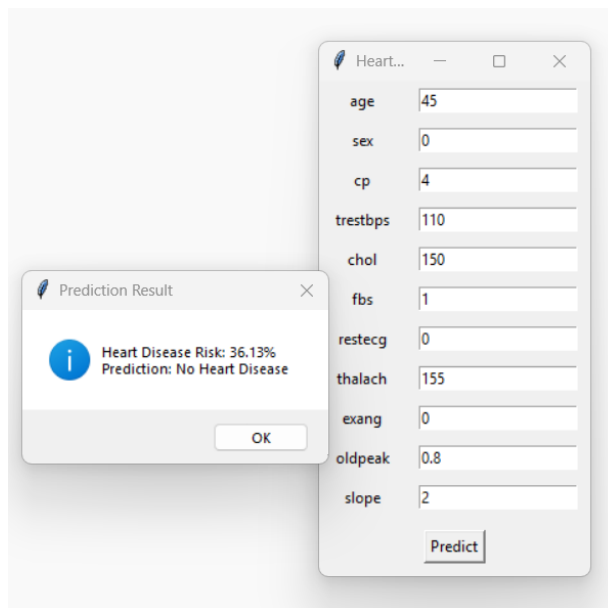 Heart...
age 45
sex 0
cp 4
trestbps 110
chol 150
fbs 1
restecg 0
thalach 155
exang 0
oldpeak 0.8
slope 2
Predict
Prediction Result
Heart Disease Risk: 36.13%
Prediction: No Heart Disease
OK